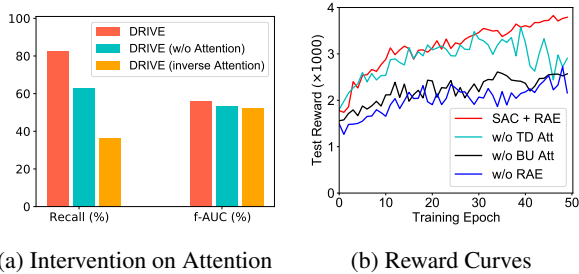 100
80
60
40
20
0
DRIVE
DRIVE (w/o Attention)
DRIVE (inverse Attention)
Recall (%)
f-AUC (%)
(a) Intervention on Attention
Test Reward (×1000)
4
3
2
1
0
SAC + RAE
w/o TD Att
w/o BU Att
w/o RAE
0
10
20
30
40
50
Training Epoch
(b) Reward Curves